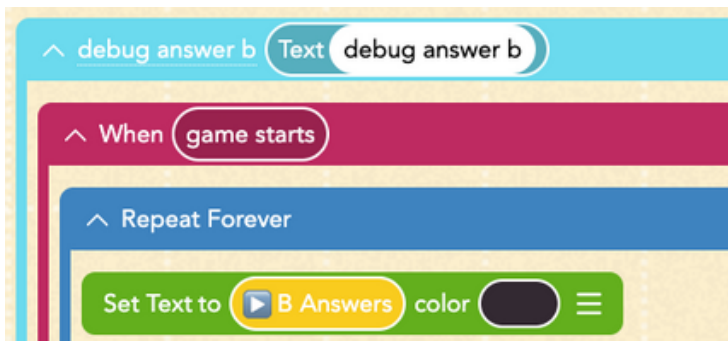 debug answer b Text debug answer b
When game starts
Repeat Forever
Set Text to B Answers color